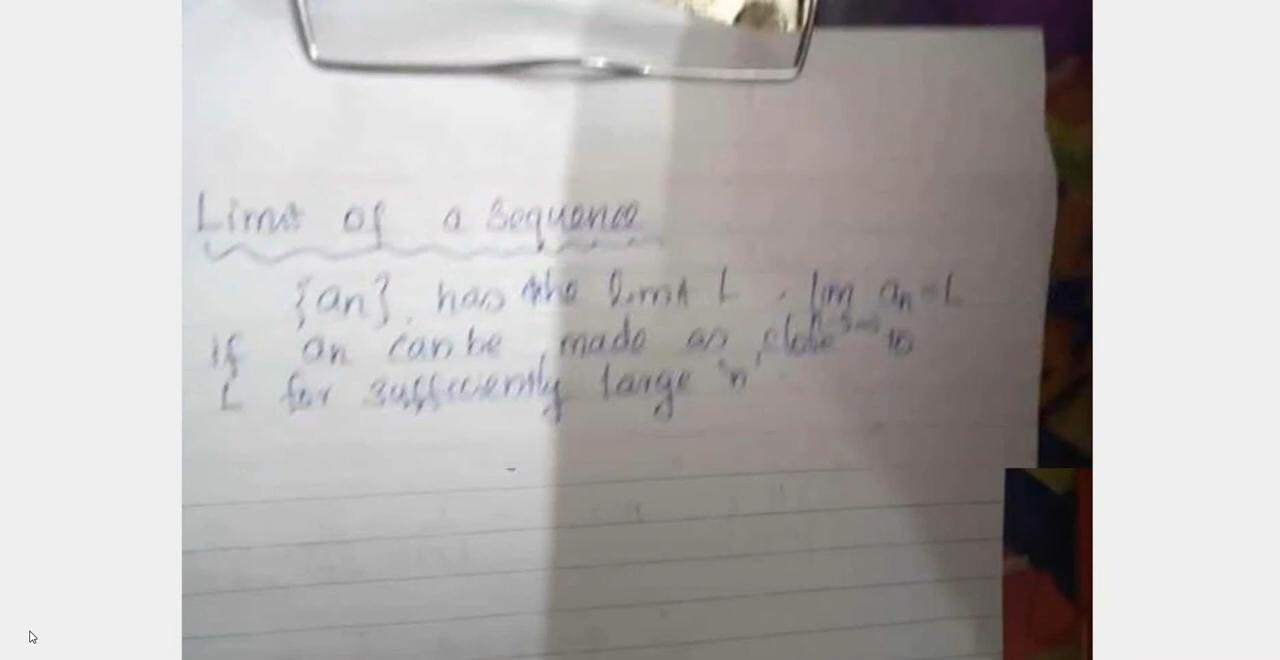 Limit of a sequence
{an}, has the limit L . lim an = L
n→∞
if an can be made as close to
L for sufficiently large 'n'